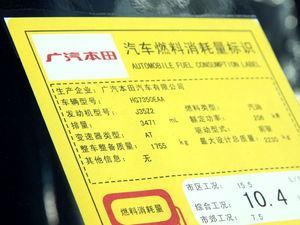 广汽本田 汽车燃料消耗量标识
AUTOMOBILE FUEL CONSUMPTION LABEL
生产企业：广汽本田汽车有限公司
车辆型号： HG7350EAA
发动机型号： J35Z2 燃料类型： 汽油
排量： 3471 mL 额定功率： 206 kW
变速器类型： AT 驱动型式： 前驱
整车整备质量： 1755 kg 最大设计总质量： 2230 kg
其他信息： 无
燃料消耗量
市区工况： 15.5
综合工况： 10.4
市郊工况： 7.5